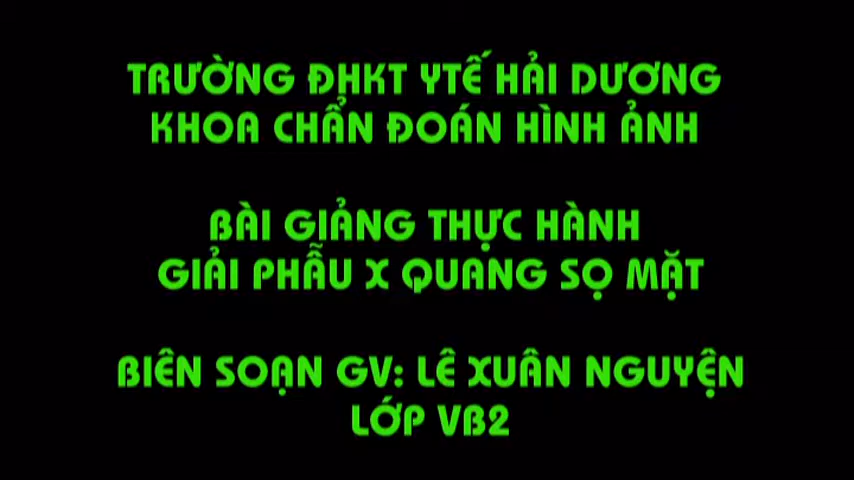 TRƯỜNG ĐHKT YTẾ HẢI DƯƠNG
KHOA CHẨN ĐOÁN HÌNH ẢNH
BÀI GIẢNG THỰC HÀNH
GIẢI PHẪU X QUANG SỌ MẶT
BIÊN SOẠN GV: LÊ XUÂN NGUYỆN
LỚP VB2